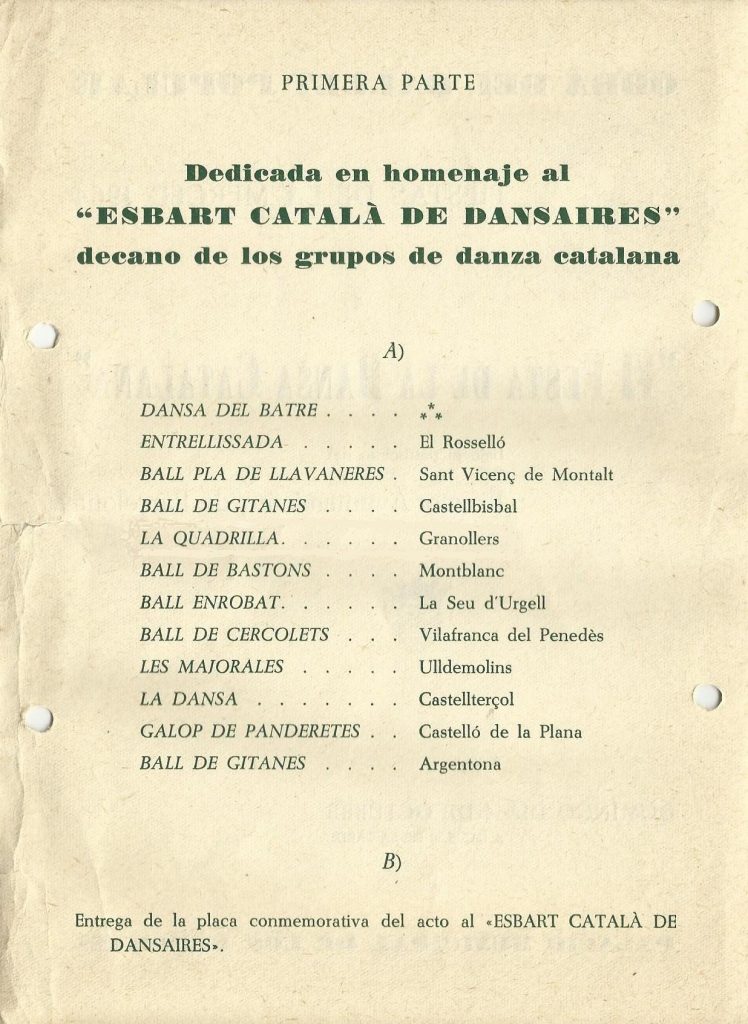 PRIMERA PARTE
Dedicada en homenaje al
“ESBART CATALÀ DE DANSAIRES”
decano de los grupos de danza catalana
A)
DANSA DEL BATRE . . . . ***
ENTRELLISSADA . . . . . El Rosselló
BALL PLA DE LLAVANERES . Sant Vicenç de Montalt
BALL DE GITANES . . . . Castellbisbal
LA QUADRILLA. . . . . . Granollers
BALL DE BASTONS . . . . Montblanc
BALL ENROBAT. . . . . . La Seu d'Urgell
BALL DE CERCOLETS . . . Vilafranca del Penedès
LES MAJORALES . . . . . Ulldemolins
LA DANSA . . . . . . . Castellterçol
GALOP DE PANDERETES . . Castelló de la Plana
BALL DE GITANES . . . . Argentona
B)
Entrega de la placa conmemorativa del acto al «ESBART CATALÀ DE
DANSAIRES».